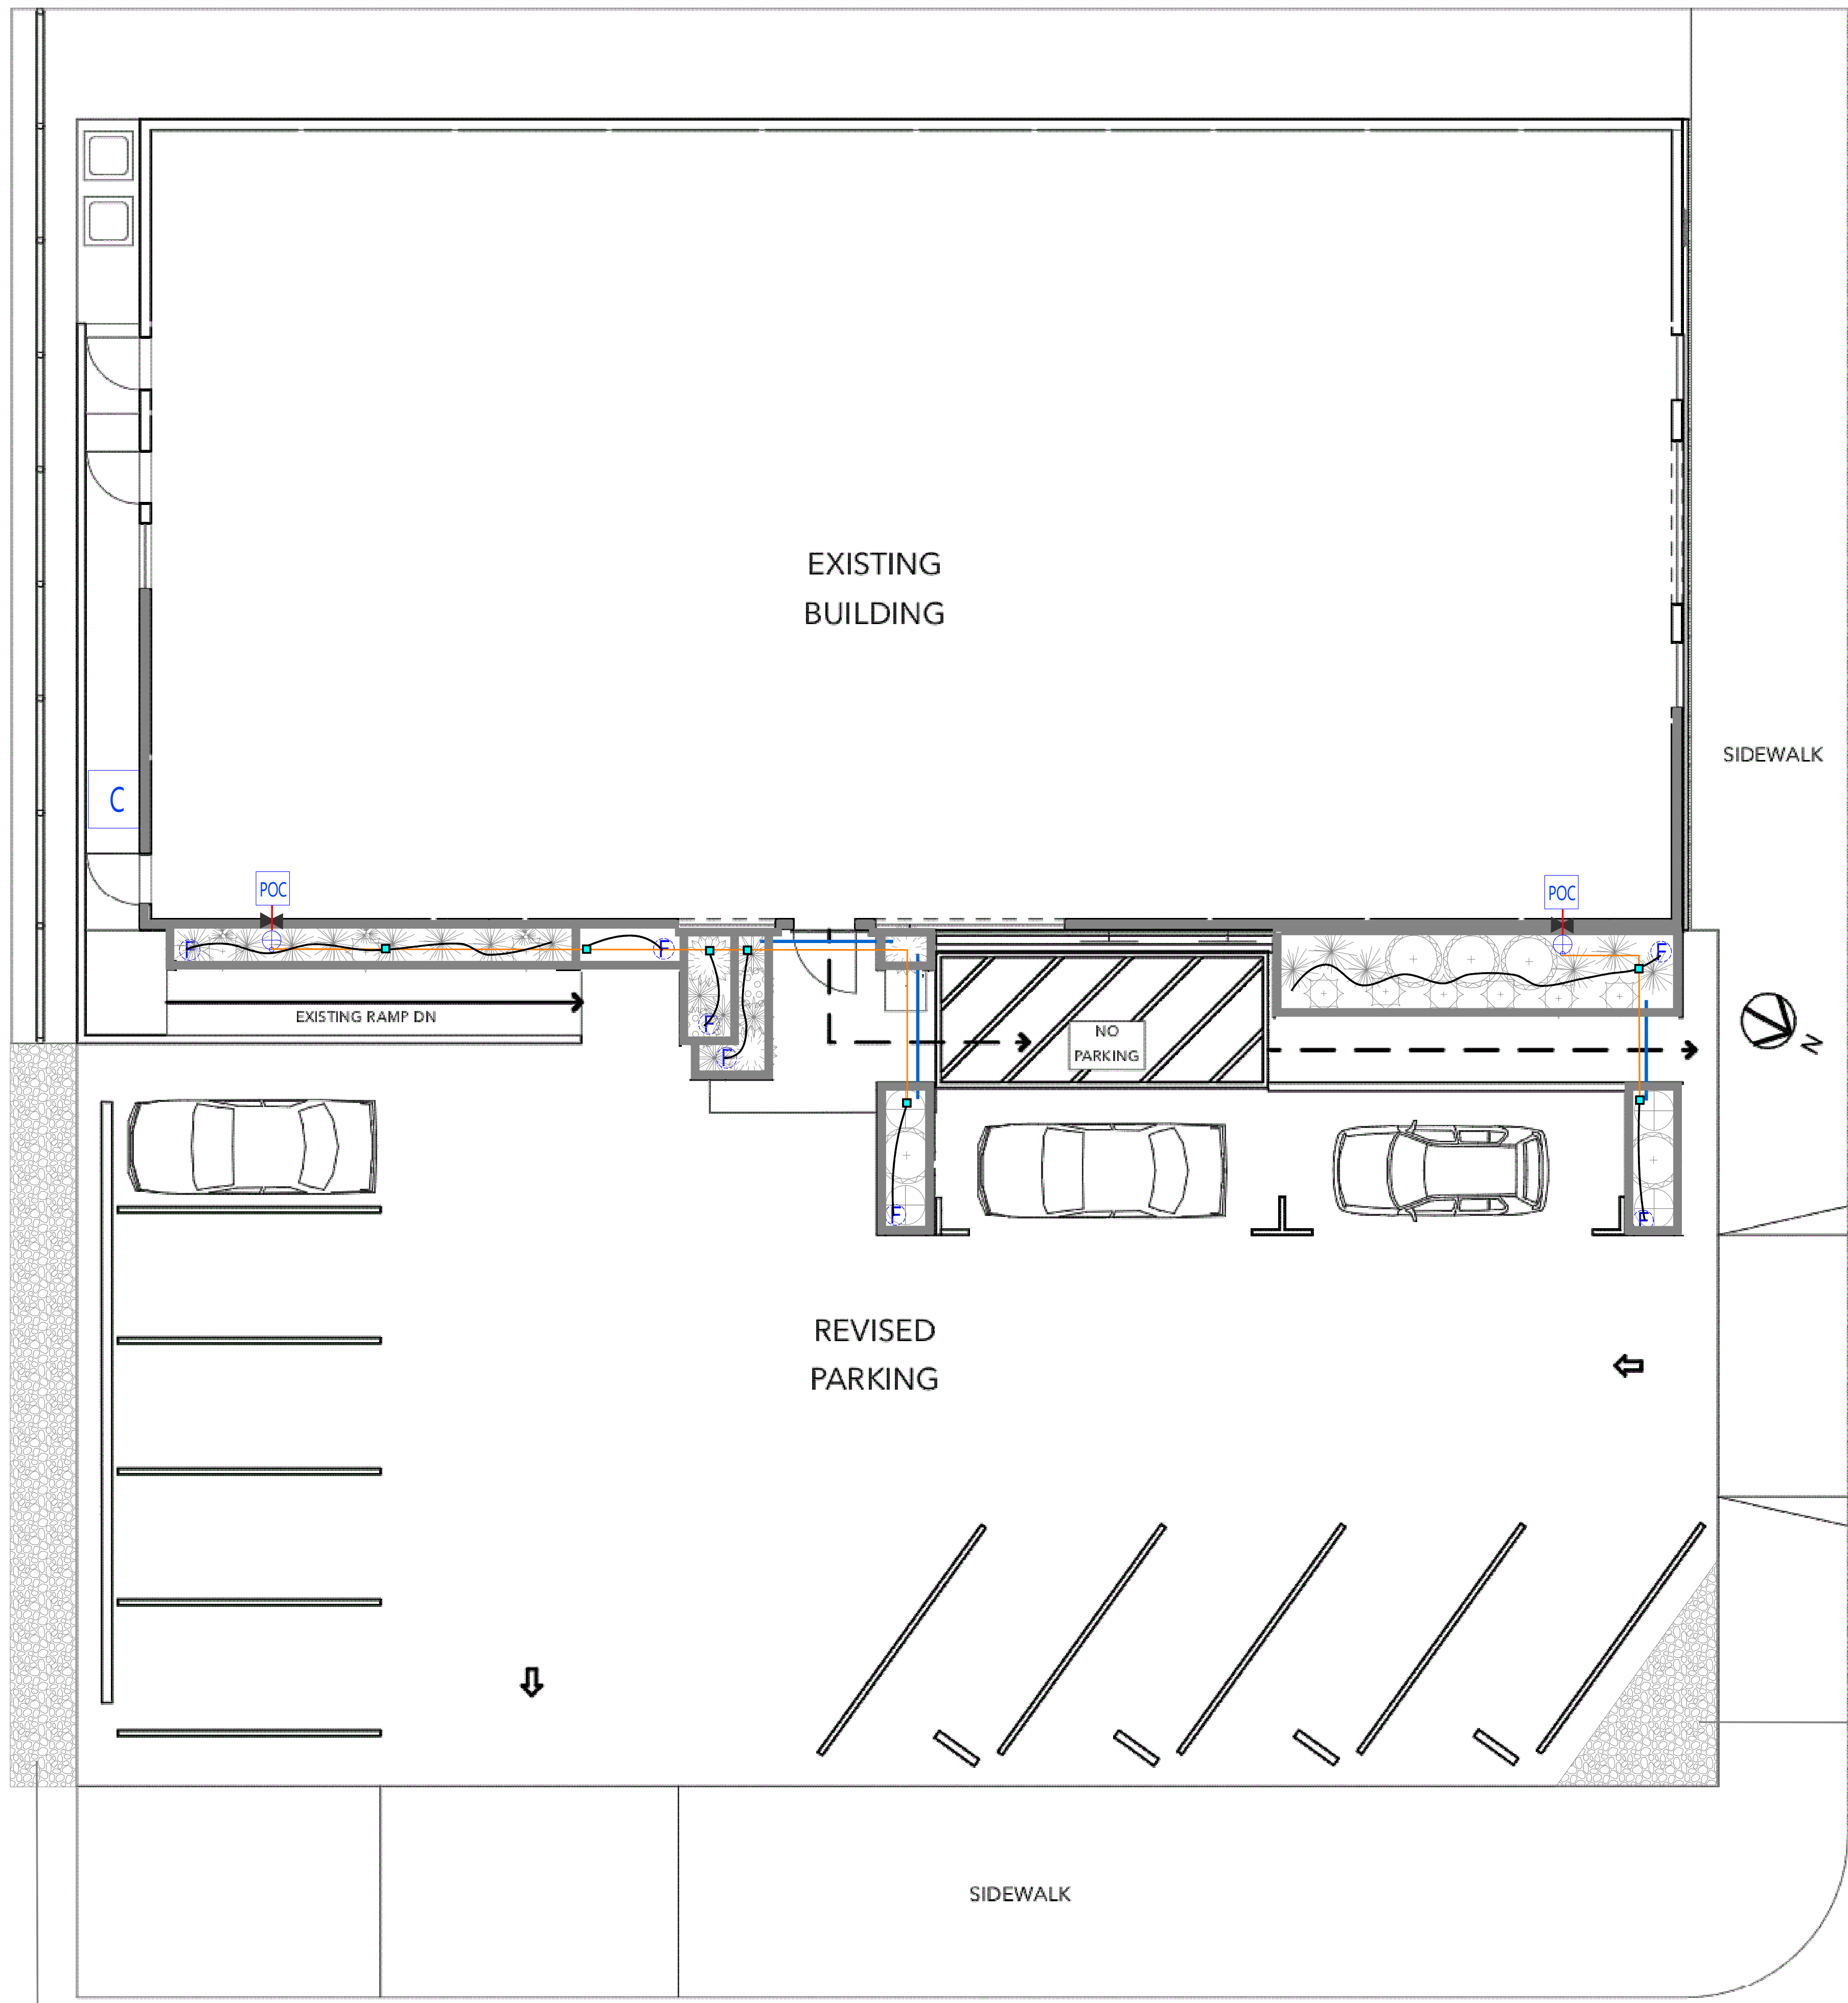 EXISTING
BUILDING
SIDEWALK
C
POC
POC
F
F
F
F
EXISTING RAMP DN
F
NO
PARKING
N
F
F
F
REVISED
PARKING
SIDEWALK